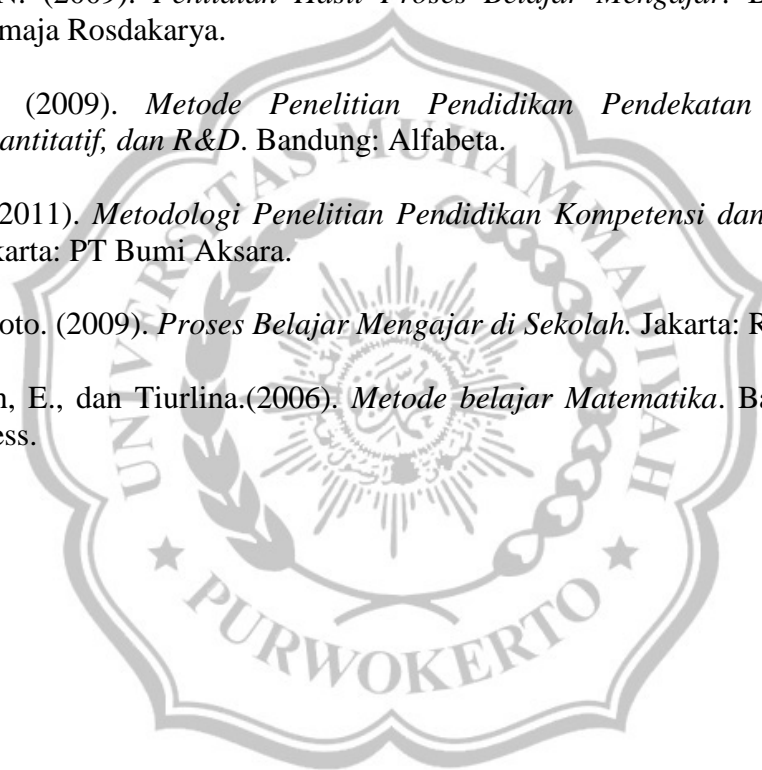 N. (2009). Penilaian Hasil Proses Belajar Mengajar.
maja Rosdakarya.
(2009). Metode Penelitian Pendidikan Pendekatan
antitatif, dan R&D. Bandung: Alfabeta.
2011). Metodologi Penelitian Pendidikan Kompetensi dan
karta: PT Bumi Aksara.
oto. (2009). Proses Belajar Mengajar di Sekolah. Jakarta: R
n, E., dan Tiurlina.(2006). Metode belajar Matematika. Ba
ess.
UNIVERSITAS MUHAMMADIYAH
PURWOKERTO